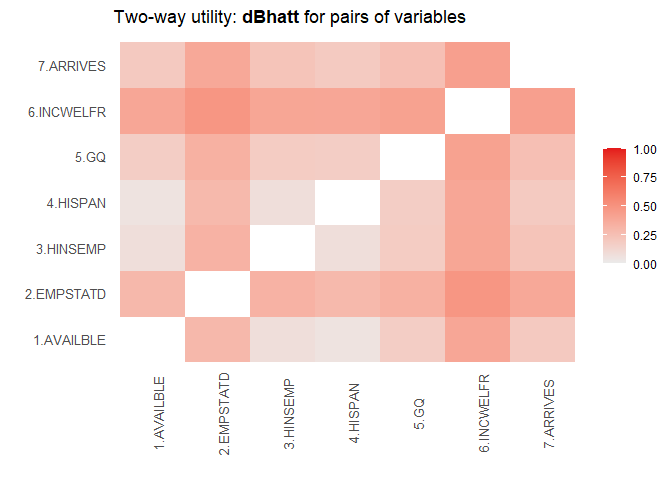 Two-way utility: dBhatt for pairs of variables
7.ARRIVES
6.INCWELFR
5.GQ
4.HISPAN
3.HINSEMP
2.EMPSTATD
1.AVAILBLE
1.00
0.75
0.50
0.25
0.00
1.AVAILBLE
2.EMPSTATD
3.HINSEMP
4.HISPAN
5.GQ
6.INCWELFR
7.ARRIVES